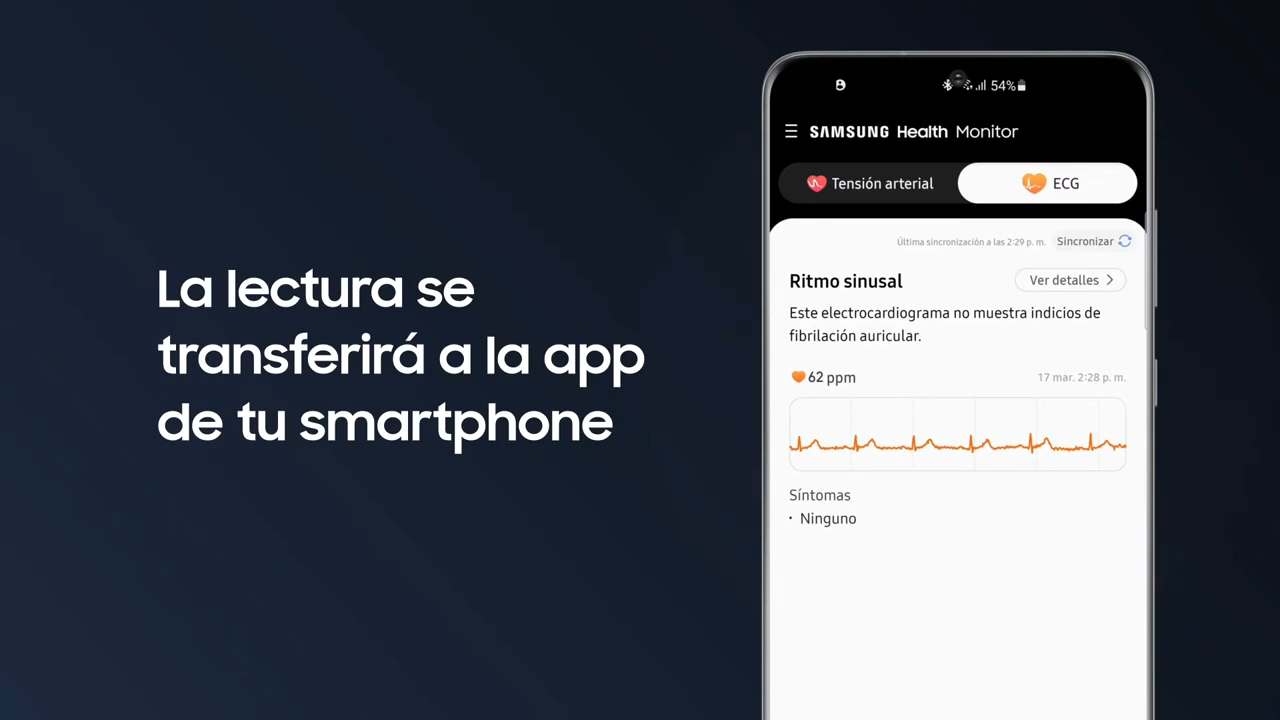 La lectura se
transferirá a la app
de tu smartphone
54%
SAMSUNG Health Monitor
Tensión arterial
ECG
Última sincronización a las 2:29 p. m.
Sincronizar
Ritmo sinusal
Ver detalles
Este electrocardiograma no muestra indicios de
fibrilación auricular.
62 ppm
17 mar. 2:28 p. m.
Síntomas
· Ninguno